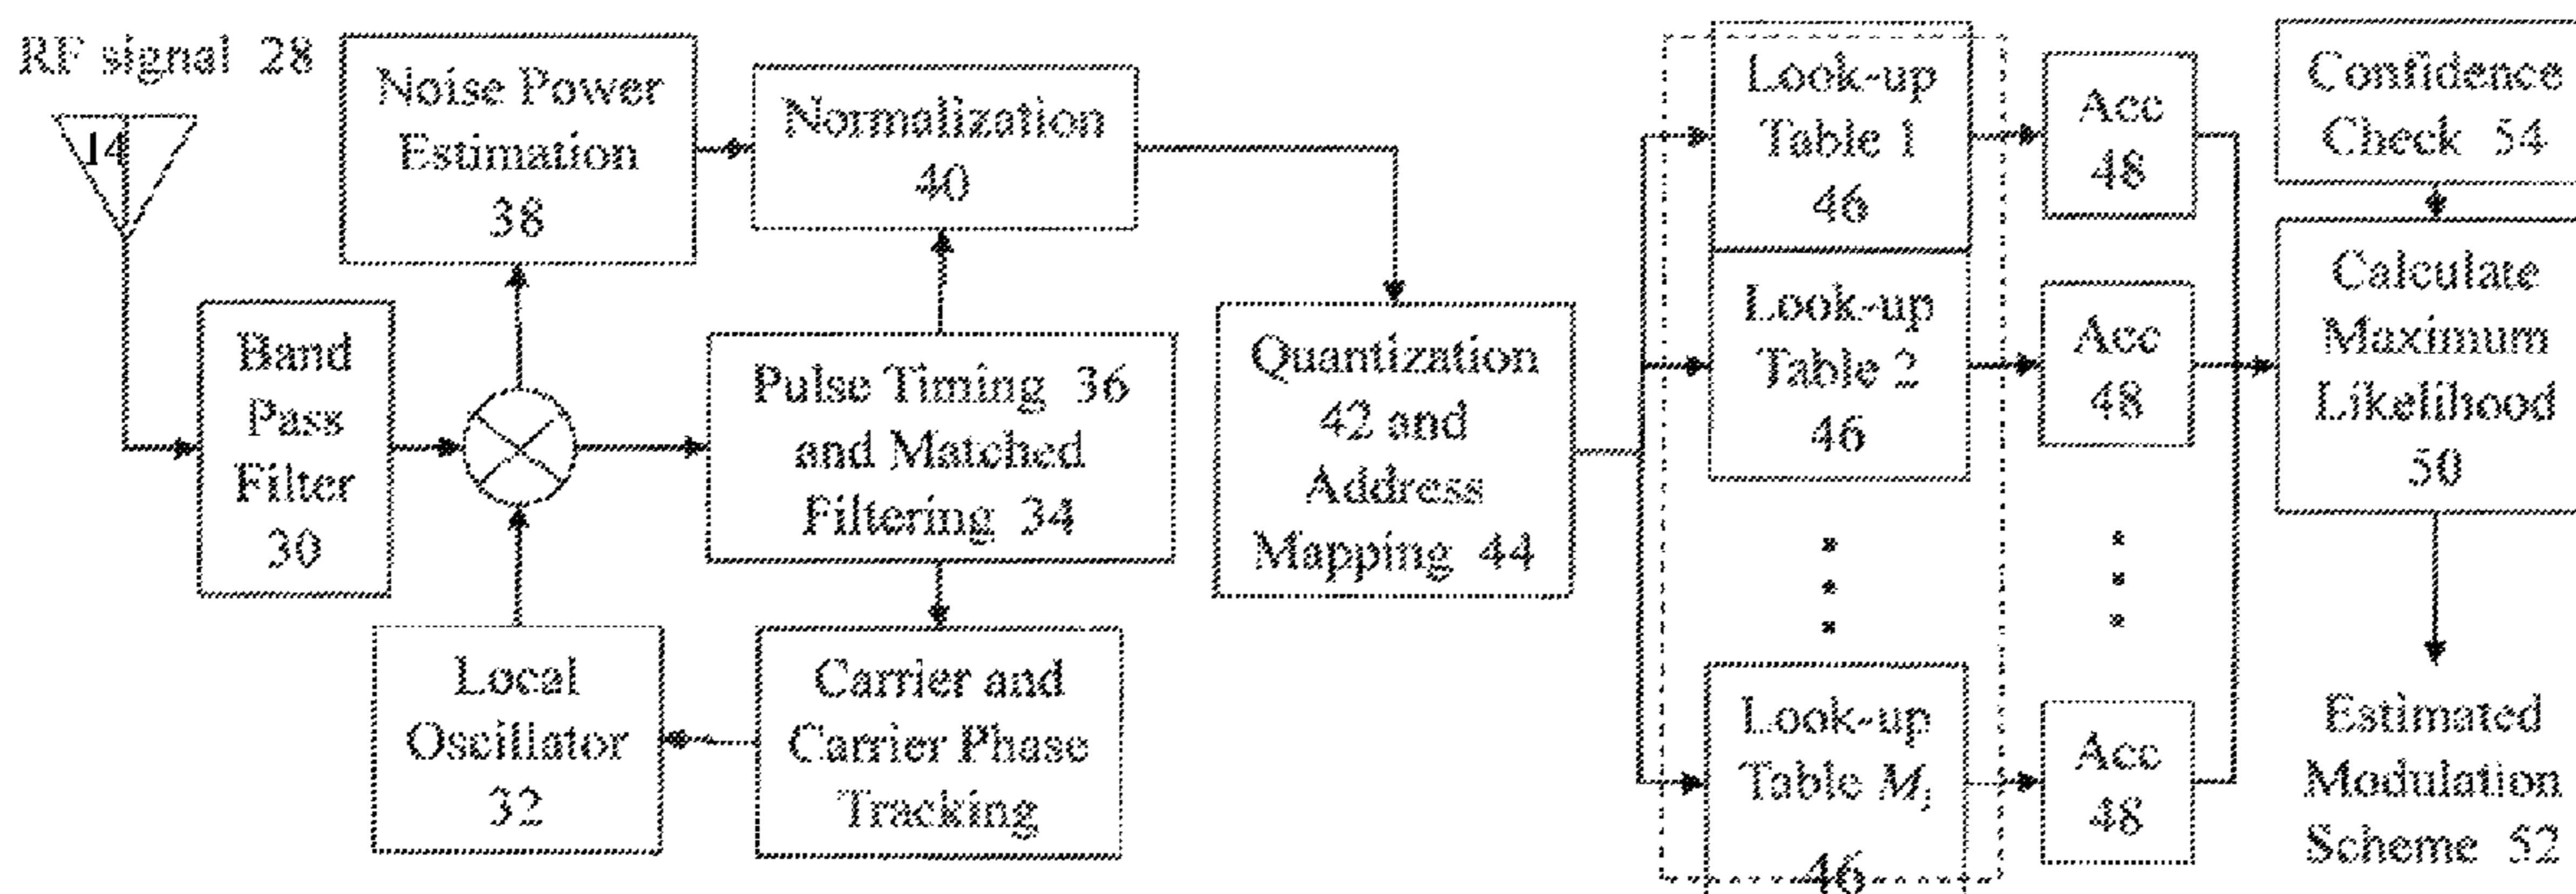 RF signal 28
14
Band
Pass
Filter
30
Noise Power
Estimation
38
Local
Oscillator
32
Normalization
40
Pulse Timing 36
and Matched
Filtering 34
Carrier and
Carrier Phase
Tracking
Quantization
42 and
Address
Mapping 44
Look-up
Table 1
46
Look-up
Table 2
46
Look-up
Table Mj
46
Acc
48
Acc
48
Acc
48
Confidence
Check 54
Calculate
Maximum
Likelihood
50
Estimated
Modulation
Scheme 52